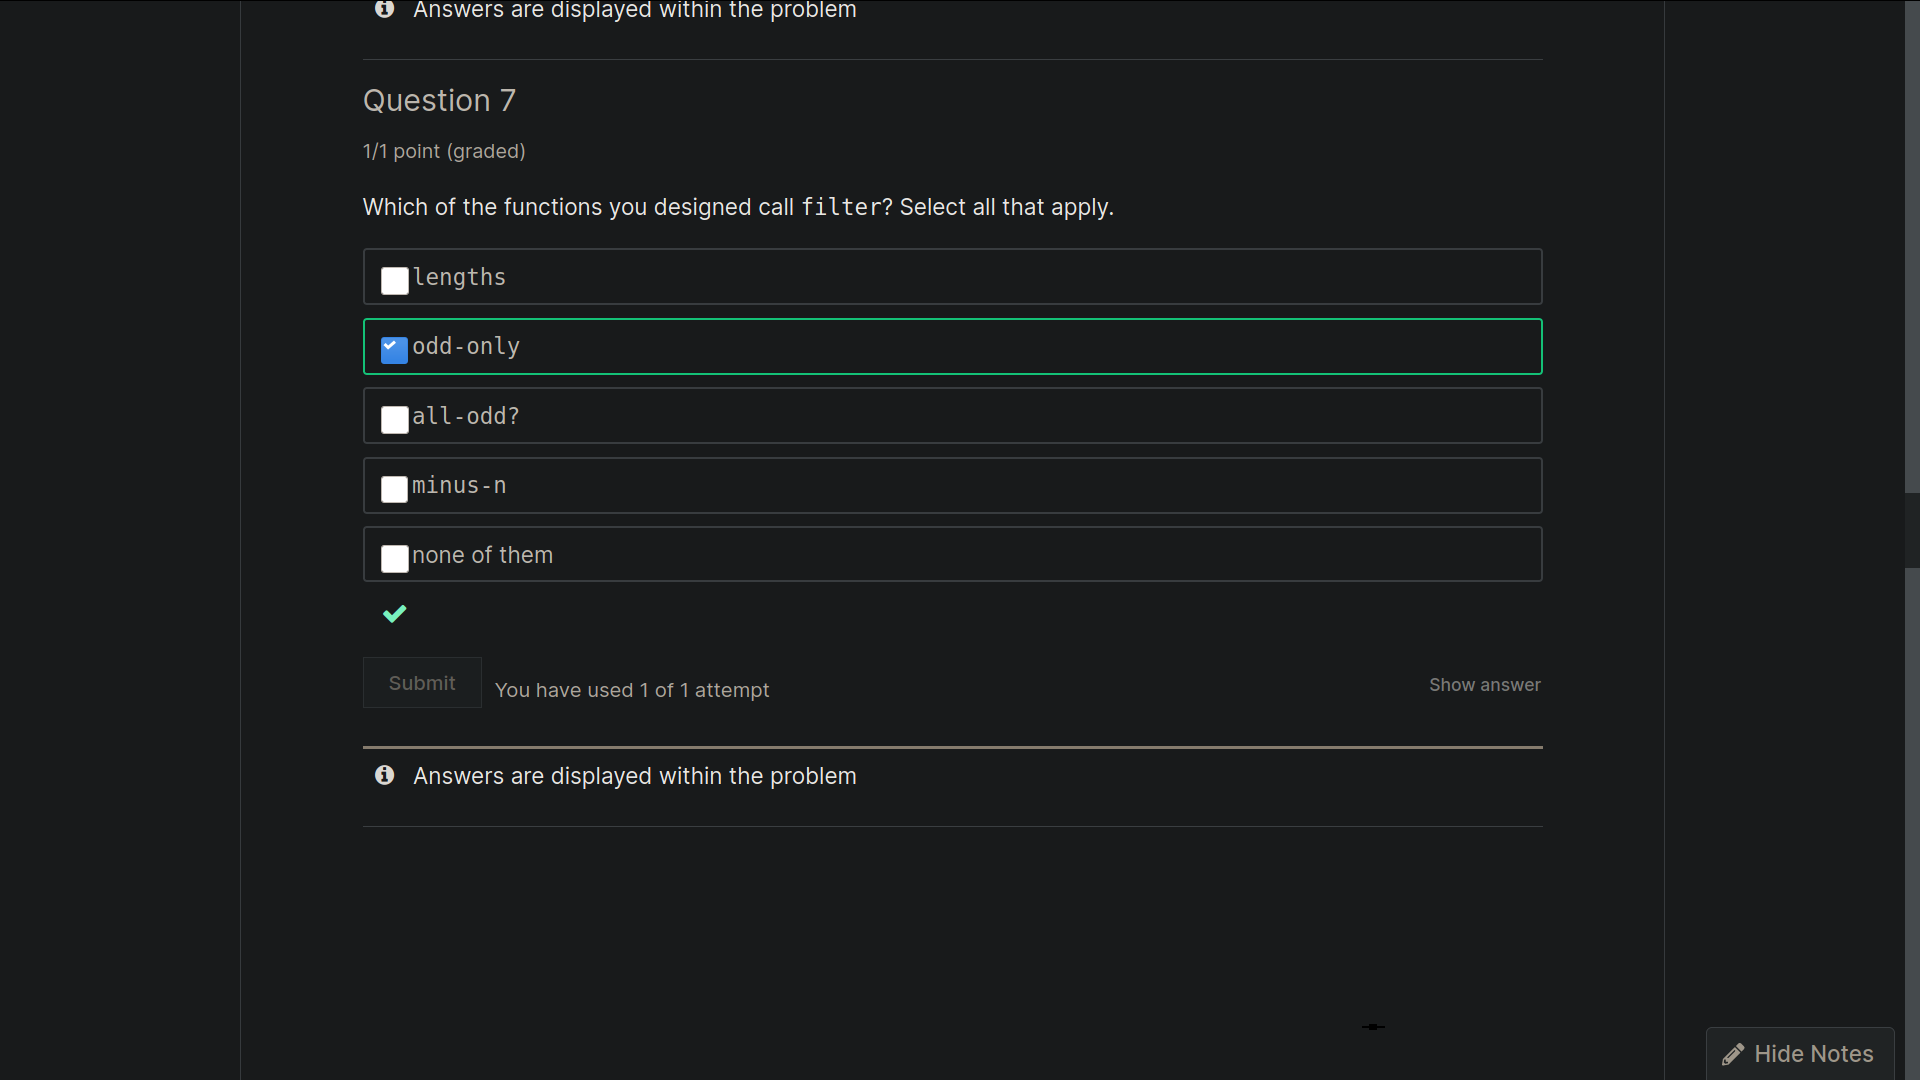 Answers are displayed within the problem
Question 7
1/1 point (graded)
Which of the functions you designed call filter? Select all that apply.
lengths
odd-only
all-odd?
minus-n
none of them
Submit
You have used 1 of 1 attempt
Show answer
Answers are displayed within the problem
Hide Notes